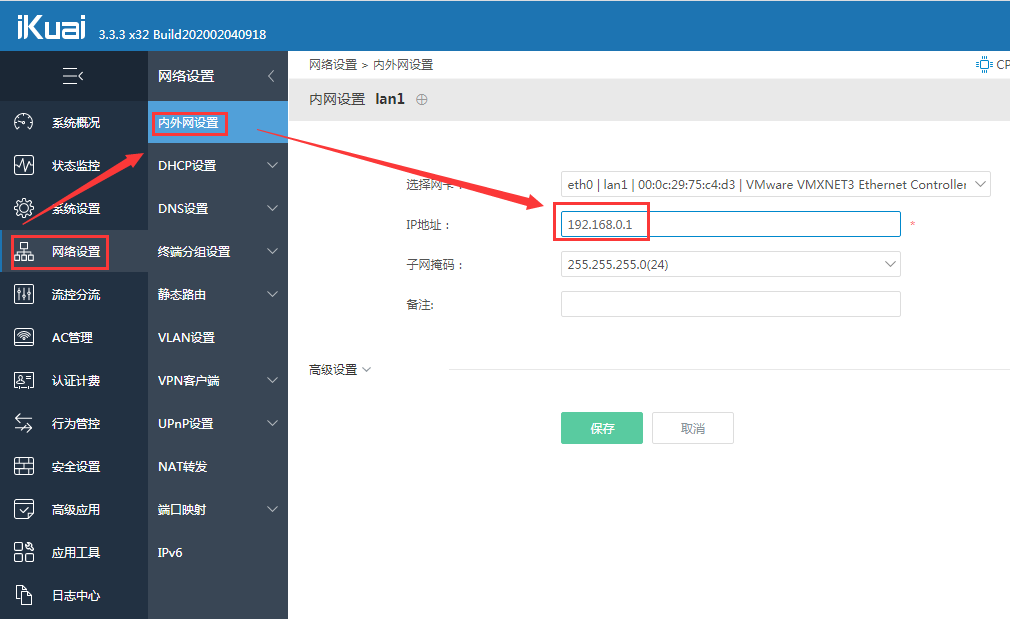 iKuai 3.3.3 x32 Build202002040918
网络设置
系统概况
状态监控
系统设置
网络设置
流控分流
AC管理
认证计费
行为管控
安全设置
高级应用
应用工具
日志中心
内外网设置
DHCP设置
DNS设置
终端分组设置
静态路由
VLAN设置
VPN客户端
UPnP设置
NAT转发
端口映射
IPv6
网络设置 > 内外网设置
CP
内网设置 lan1
选择网卡：
eth0 | lan1 | 00:0c:29:75:c4:d3 | VMware VMXNET3 Ethernet Controller
IP地址： 192.168.0.1 *
子网掩码： 255.255.255.0(24)
备注:
高级设置
保存 取消